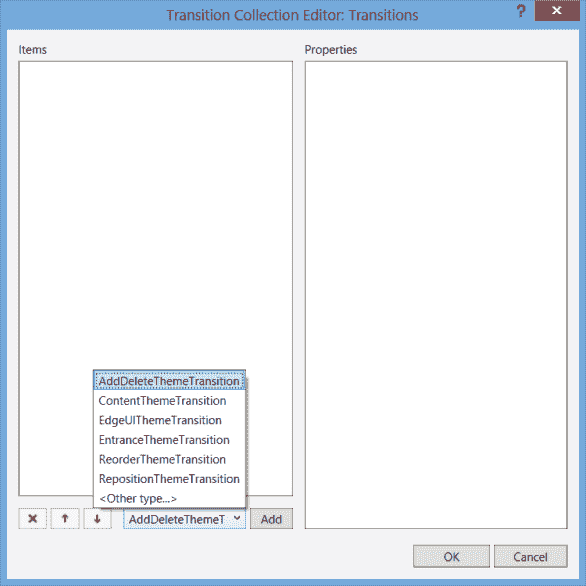 Transition Collection Editor: Transitions
?
Items
Properties
AddDeleteThemeTransition
ContentThemeTransition
EdgeUIThemeTransition
EntranceThemeTransition
ReorderThemeTransition
RepositionThemeTransition
<Other type...>
AddDeleteThemeT
Add
OK
Cancel